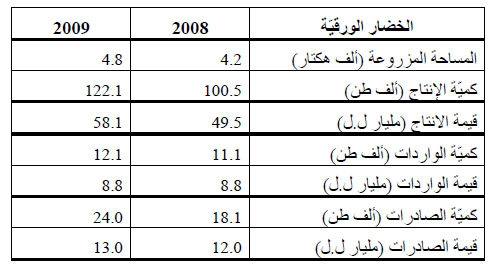 الخضار الورقيّة 2008 2009
المساحة المزروعة (ألف هكتار) 4.2 4.8
كميّة الإنتاج (ألف طن) 100.5 122.1
قيمة الانتاج (مليار ل.ل) 49.5 58.1
كميّة الواردات (ألف طن) 11.1 12.1
قيمة الواردات (مليار ل.ل) 8.8 8.8
كميّة الصادرات (ألف طن) 18.1 24.0
قيمة الصادرات (مليار ل.ل) 12.0 13.0